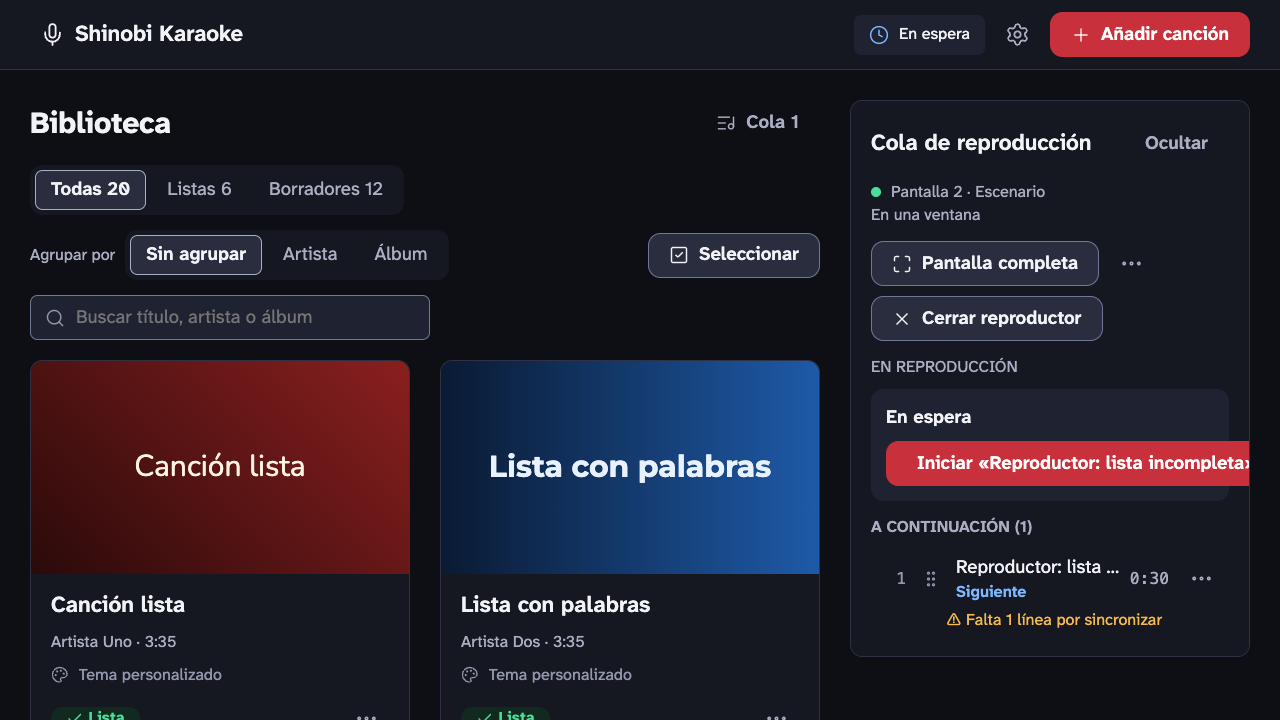 Shinobi Karaoke
En espera
Añadir canción
Biblioteca
Cola 1
Todas 20
Listas 6
Borradores 12
Agrupar por
Sin agrupar
Artista
Álbum
Seleccionar
Buscar título, artista o álbum
Canción lista
Canción lista
Artista Uno · 3:35
Tema personalizado
Lista
Lista con palabras
Lista con palabras
Artista Dos · 3:35
Tema personalizado
Lista
Cola de reproducción
Ocultar
Pantalla 2 · Escenario
En una ventana
Pantalla completa
Cerrar reproductor
EN REPRODUCCIÓN
En espera
Iniciar «Reproductor: lista incompleta»
A CONTINUACIÓN (1)
1
Reproductor: lista ...
0:30
Siguiente
Falta 1 línea por sincronizar